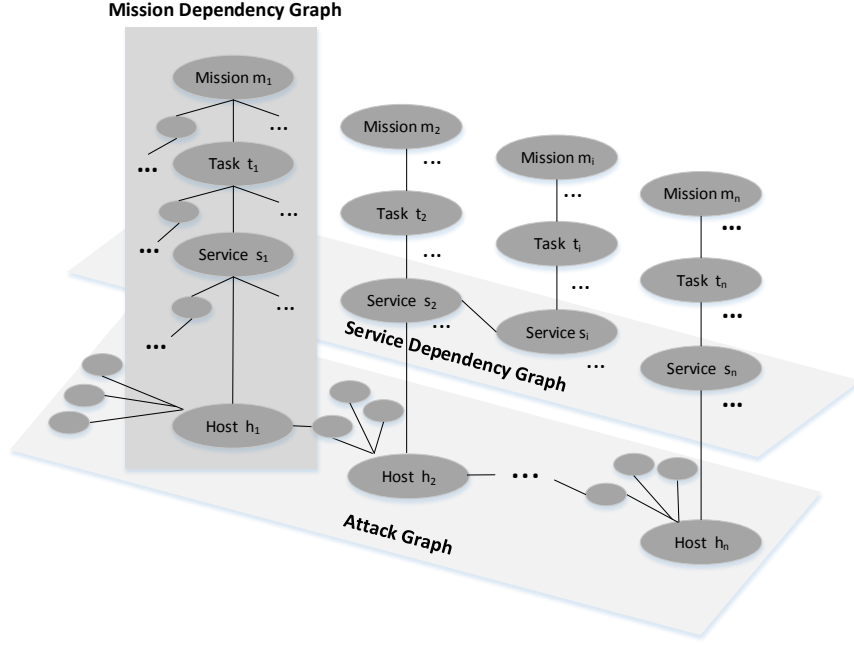 Mission Dependency Graph
Mission m₁
...
...
Task t₁
...
...
Service s₁
...
...
Host h₁
Mission m₂
...
Task t₂
...
Service s₂
...
Host h₂
...
Mission mᵢ
...
Task tᵢ
...
Service sᵢ
...
Mission mₙ
...
Task tₙ
...
Service sₙ
...
Host hₙ
Service Dependency Graph
Attack Graph